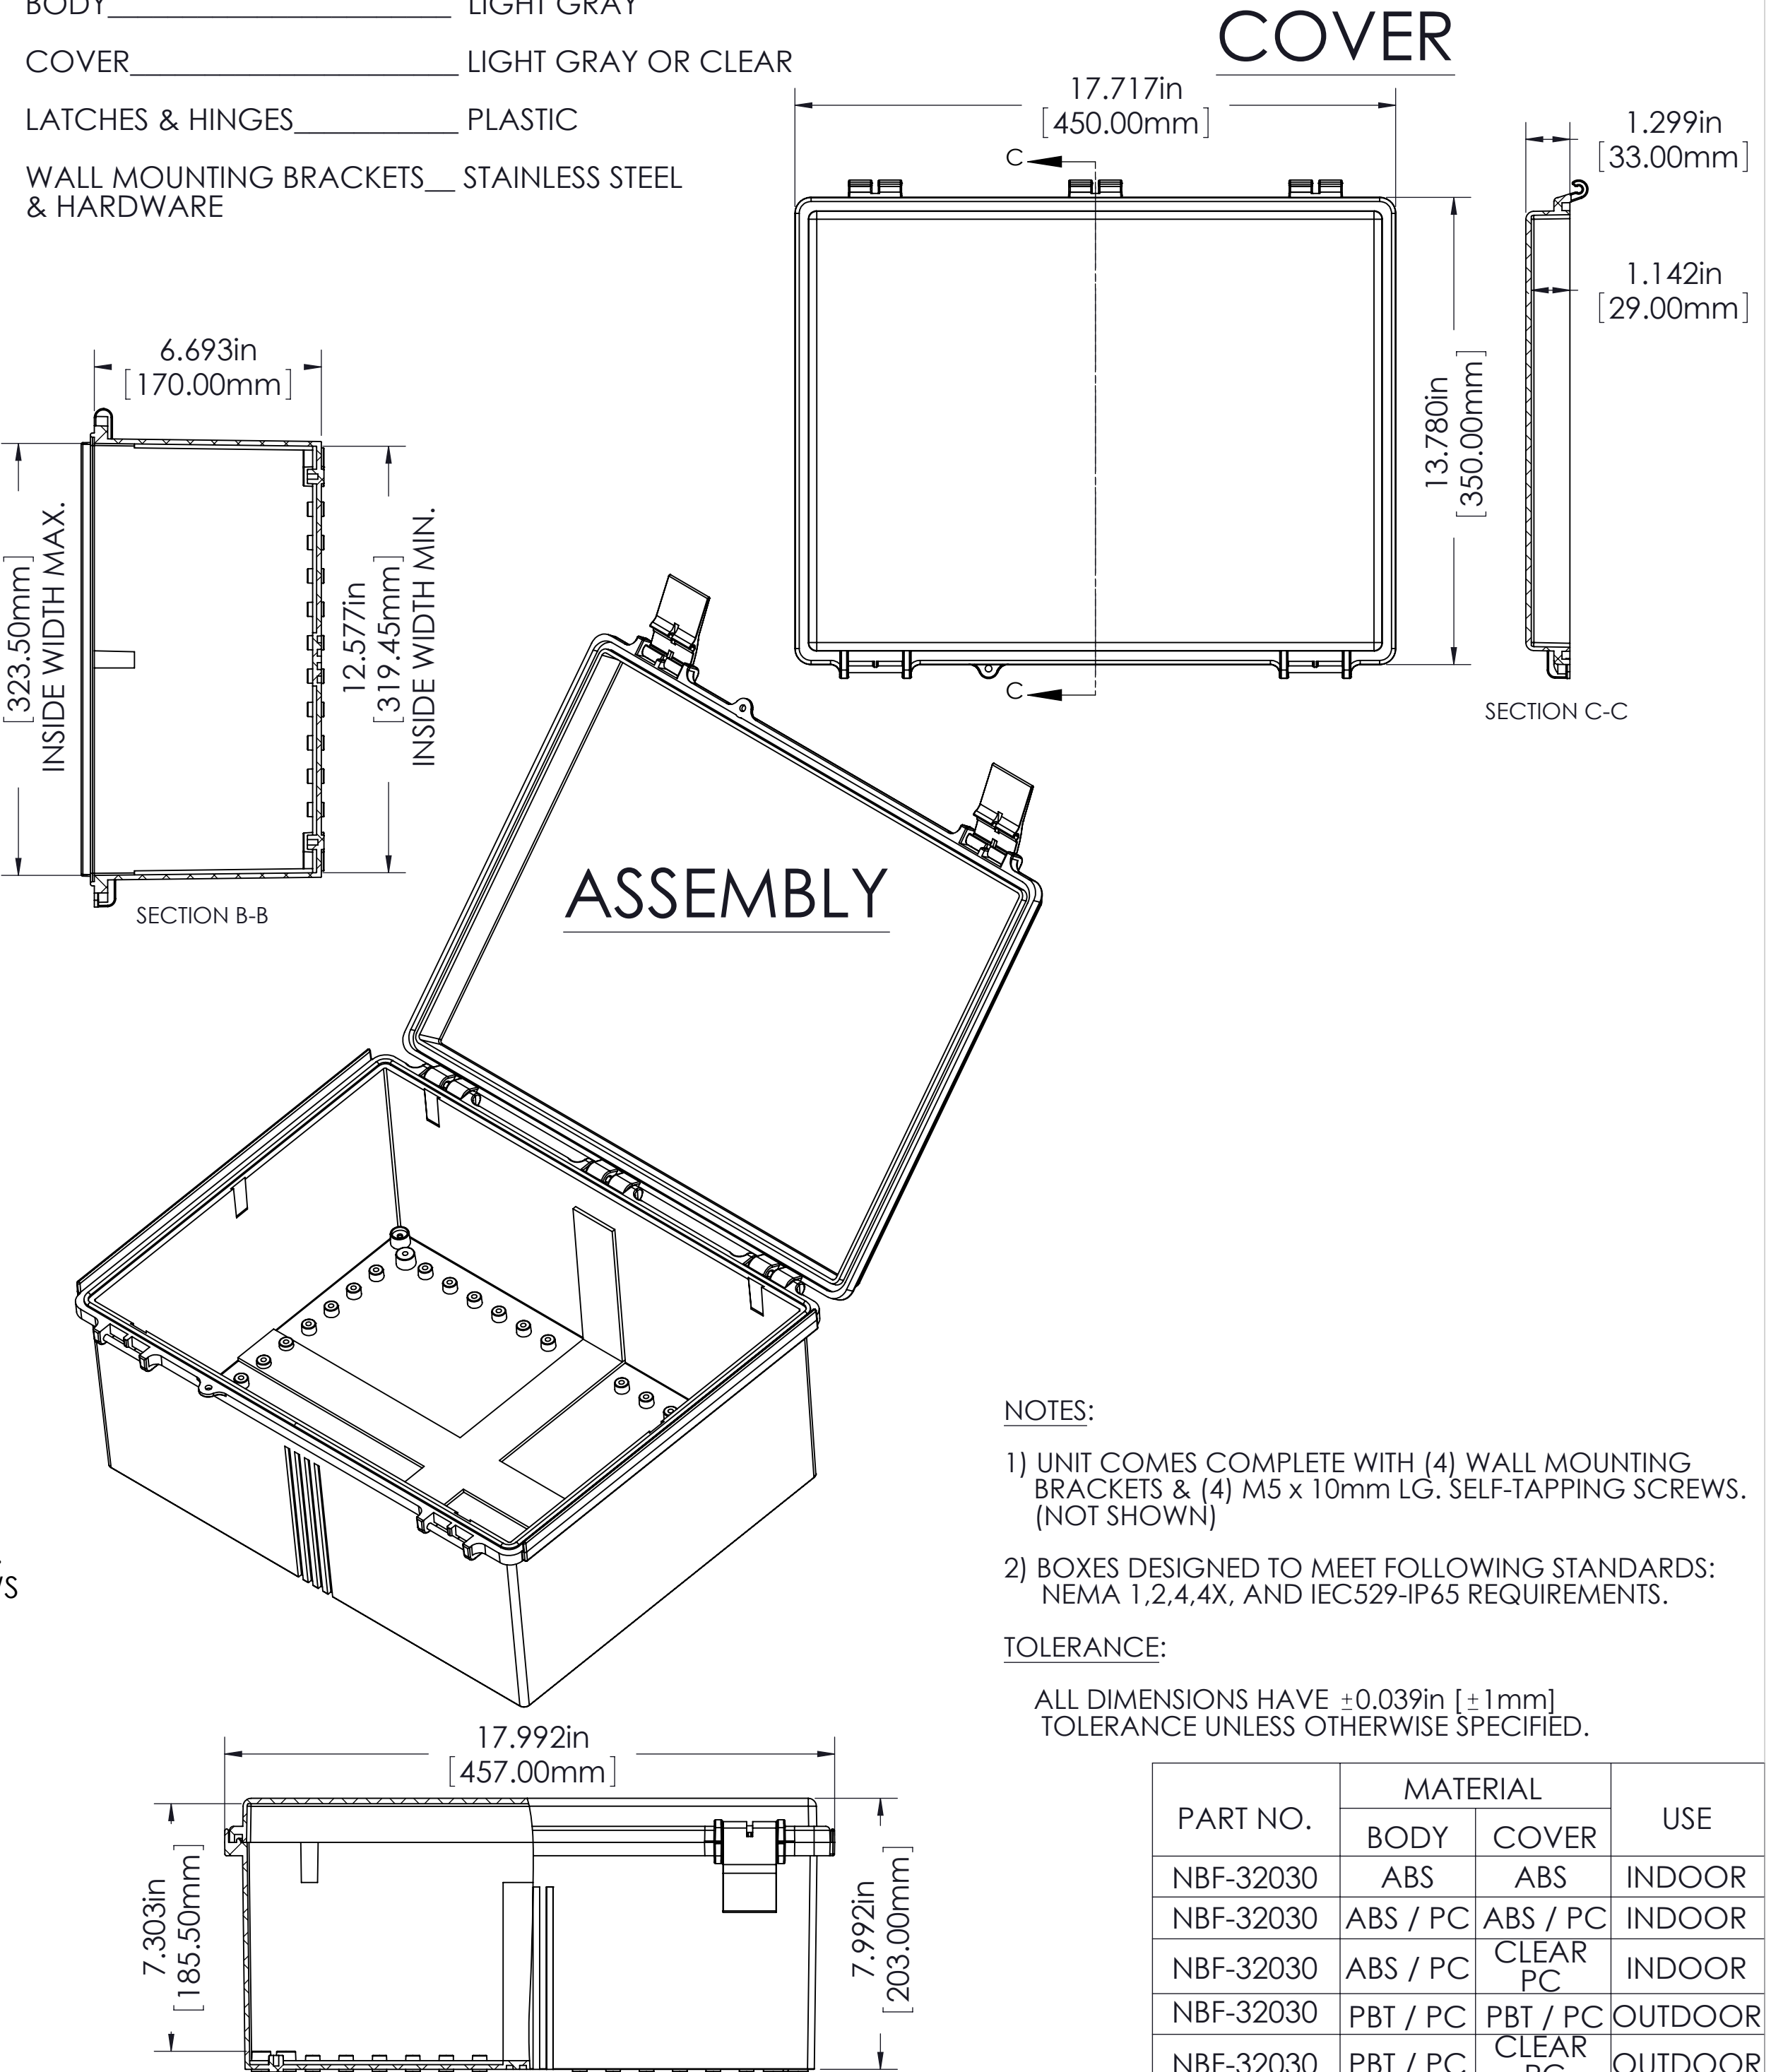 BODY_______________________ LIGHT GRAY
COVER______________________ LIGHT GRAY OR CLEAR
LATCHES & HINGES___________ PLASTIC
WALL MOUNTING BRACKETS__ STAINLESS STEEL
& HARDWARE
COVER
17.717in
[450.00mm]
1.299in
[33.00mm]
C
1.142in
[29.00mm]
13.780in
[350.00mm]
C
SECTION C-C
6.693in
[170.00mm]
[323.50mm]
INSIDE WIDTH MAX.
12.577in
[319.45mm]
INSIDE WIDTH MIN.
SECTION B-B
ASSEMBLY
NOTES:
1) UNIT COMES COMPLETE WITH (4) WALL MOUNTING
BRACKETS & (4) M5 x 10mm LG. SELF-TAPPING SCREWS.
(NOT SHOWN)
2) BOXES DESIGNED TO MEET FOLLOWING STANDARDS:
NEMA 1,2,4,4X, AND IEC529-IP65 REQUIREMENTS.
TOLERANCE:
ALL DIMENSIONS HAVE ±0.039in [±1mm]
TOLERANCE UNLESS OTHERWISE SPECIFIED.
17.992in
[457.00mm]
7.303in
[185.50mm]
7.992in
[203.00mm]
PART NO. MATERIAL USE
BODY COVER
NBF-32030 ABS ABS INDOOR
NBF-32030 ABS / PC ABS / PC INDOOR
NBF-32030 ABS / PC CLEAR PC INDOOR
NBF-32030 PBT / PC PBT / PC OUTDOOR
NBF-32030 PBT / PC CLEAR PC OUTDOOR